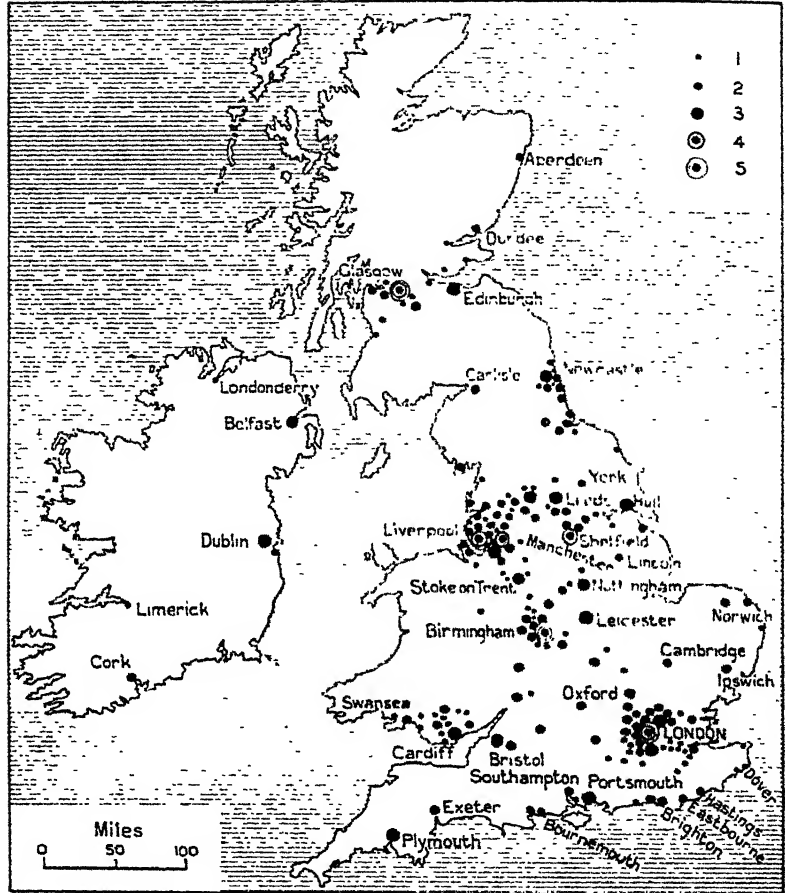 1
2
3
4
5
Aberdeen
Dundee
Glasgow
Edinburgh
Londonderry
Carlisle
Newcastle
Belfast
York
Leeds
Hull
Liverpool
Dublin
Manchester
Sheffield
Lincoln
Stoke on Trent
Nottingham
Limerick
Leicester
Norwich
Birmingham
Cork
Cambridge
Ipswich
Swansea
Oxford
LONDON
Cardiff
Bristol
Southampton
Portsmouth
Dover
Hastings
Eastbourne
Brighton
Bournemouth
Exeter
Plymouth
Miles
0 50 100